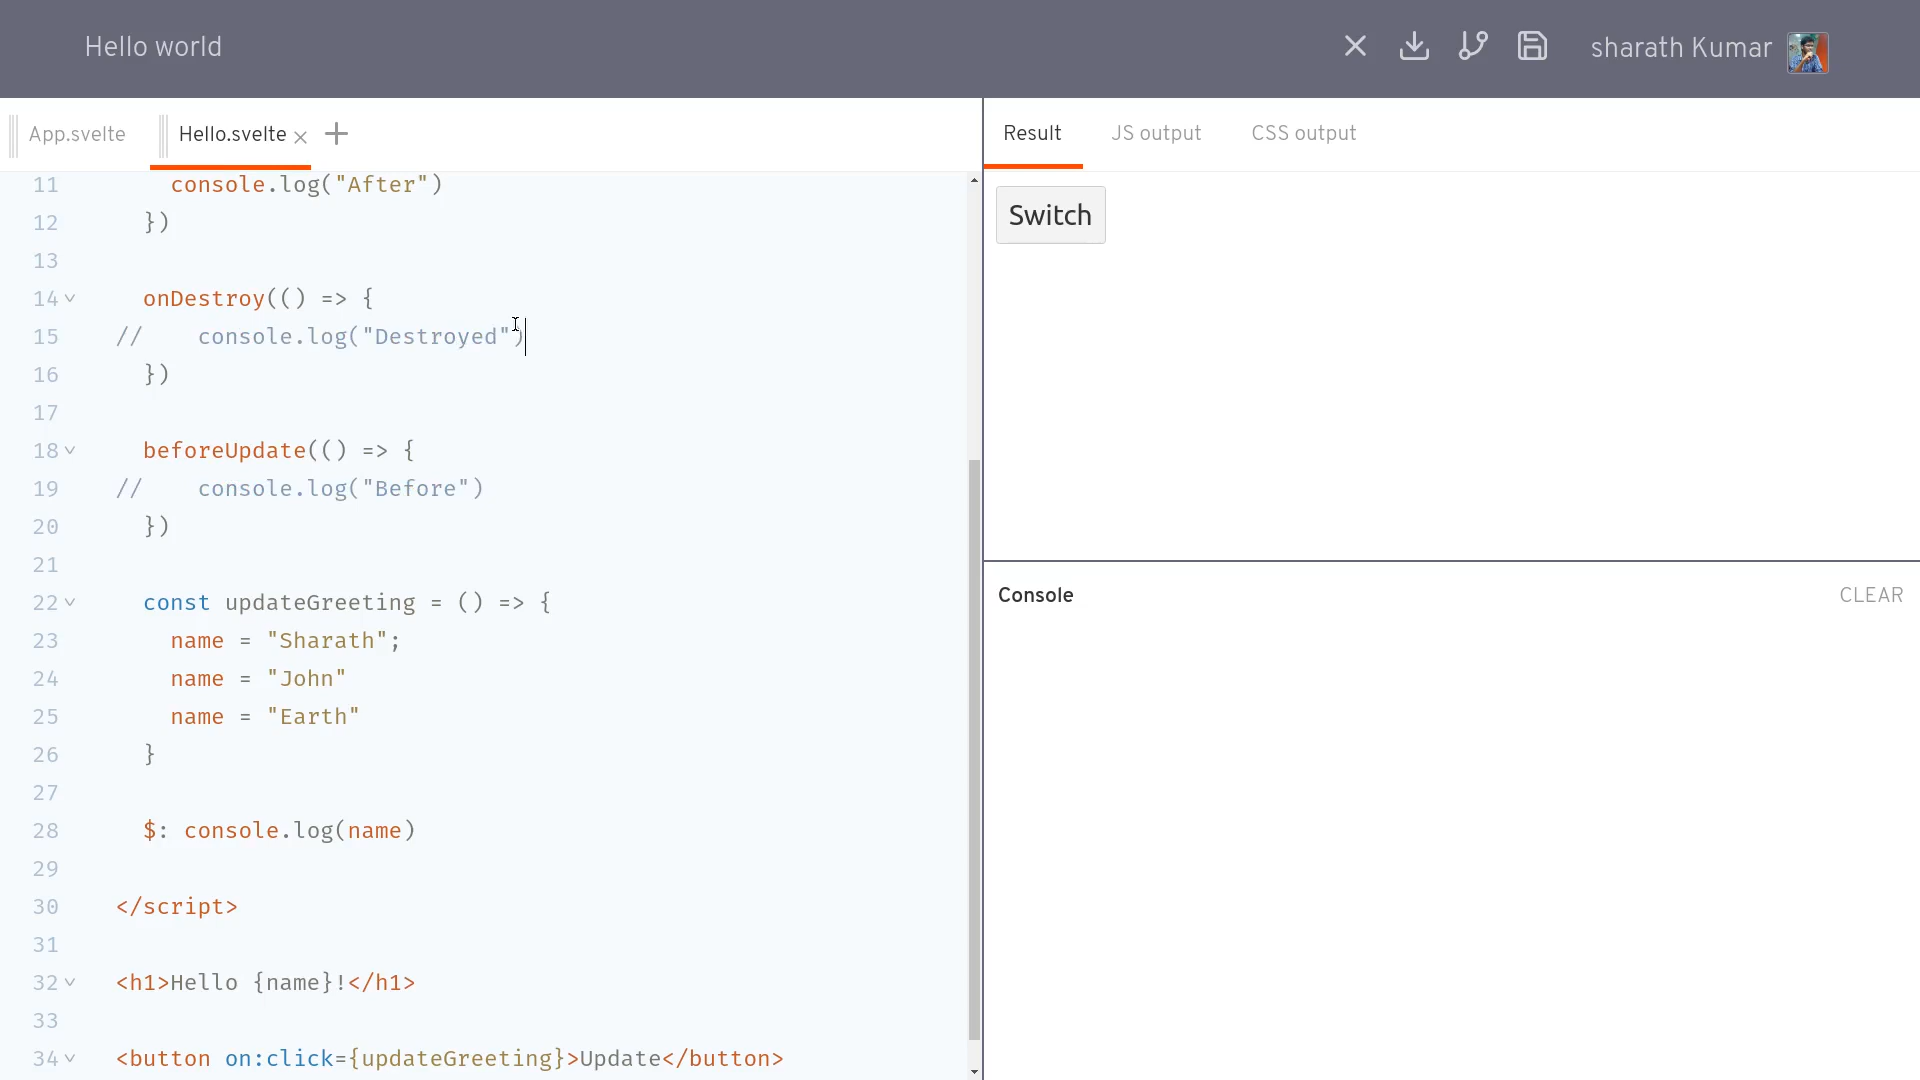 Hello world
sharath Kumar
App.svelte
Hello.svelte
Result
JS output
CSS output
11 console.log("After")
12 })
13
14 onDestroy(() => {
15 // console.log("Destroyed")
16 })
17
18 beforeUpdate(() => {
19 // console.log("Before")
20 })
21
22 const updateGreeting = () => {
23 name = "Sharath";
24 name = "John"
25 name = "Earth"
26 }
27
28 $: console.log(name)
29
30 </script>
31
32 <h1>Hello {name}!</h1>
33
34 <button on:click={updateGreeting}>Update</button>
Switch
Console
CLEAR